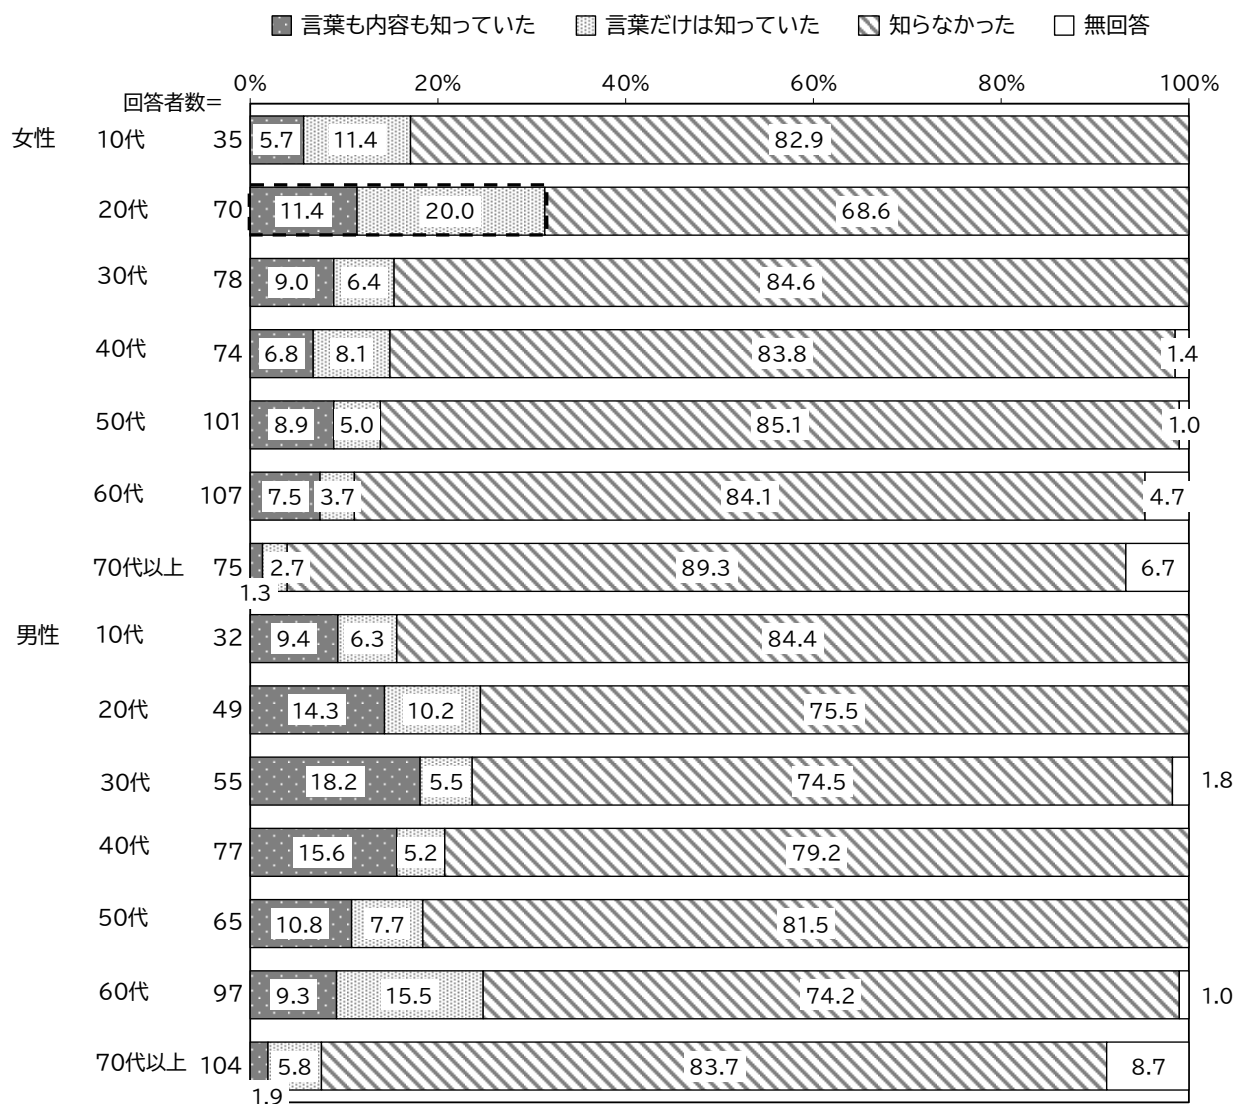 言葉も内容も知っていた 言葉だけは知っていた 知らなかった 無回答
0% 20% 40% 60% 80% 100%
回答者数=
女性 10代 35 5.7 11.4 82.9
20代 70 11.4 20.0 68.6
30代 78 9.0 6.4 84.6
40代 74 6.8 8.1 83.8 1.4
50代 101 8.9 5.0 85.1 1.0
60代 107 7.5 3.7 84.1 4.7
70代以上 75 2.7 89.3 6.7
1.3
男性 10代 32 9.4 6.3 84.4
20代 49 14.3 10.2 75.5
30代 55 18.2 5.5 74.5 1.8
40代 77 15.6 5.2 79.2
50代 65 10.8 7.7 81.5
60代 97 9.3 15.5 74.2 1.0
70代以上 104 5.8 83.7 8.7
1.9